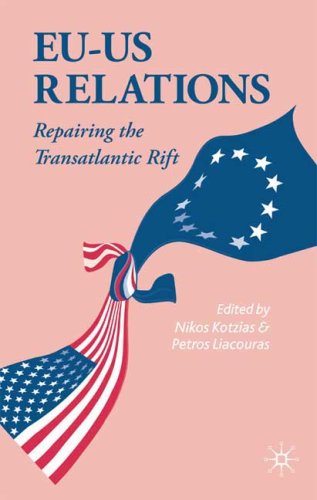 EU-US
RELATIONS
Repairing the
Transatlantic Rift
Edited by
Nikos Kotzias &
Petros Liacouras